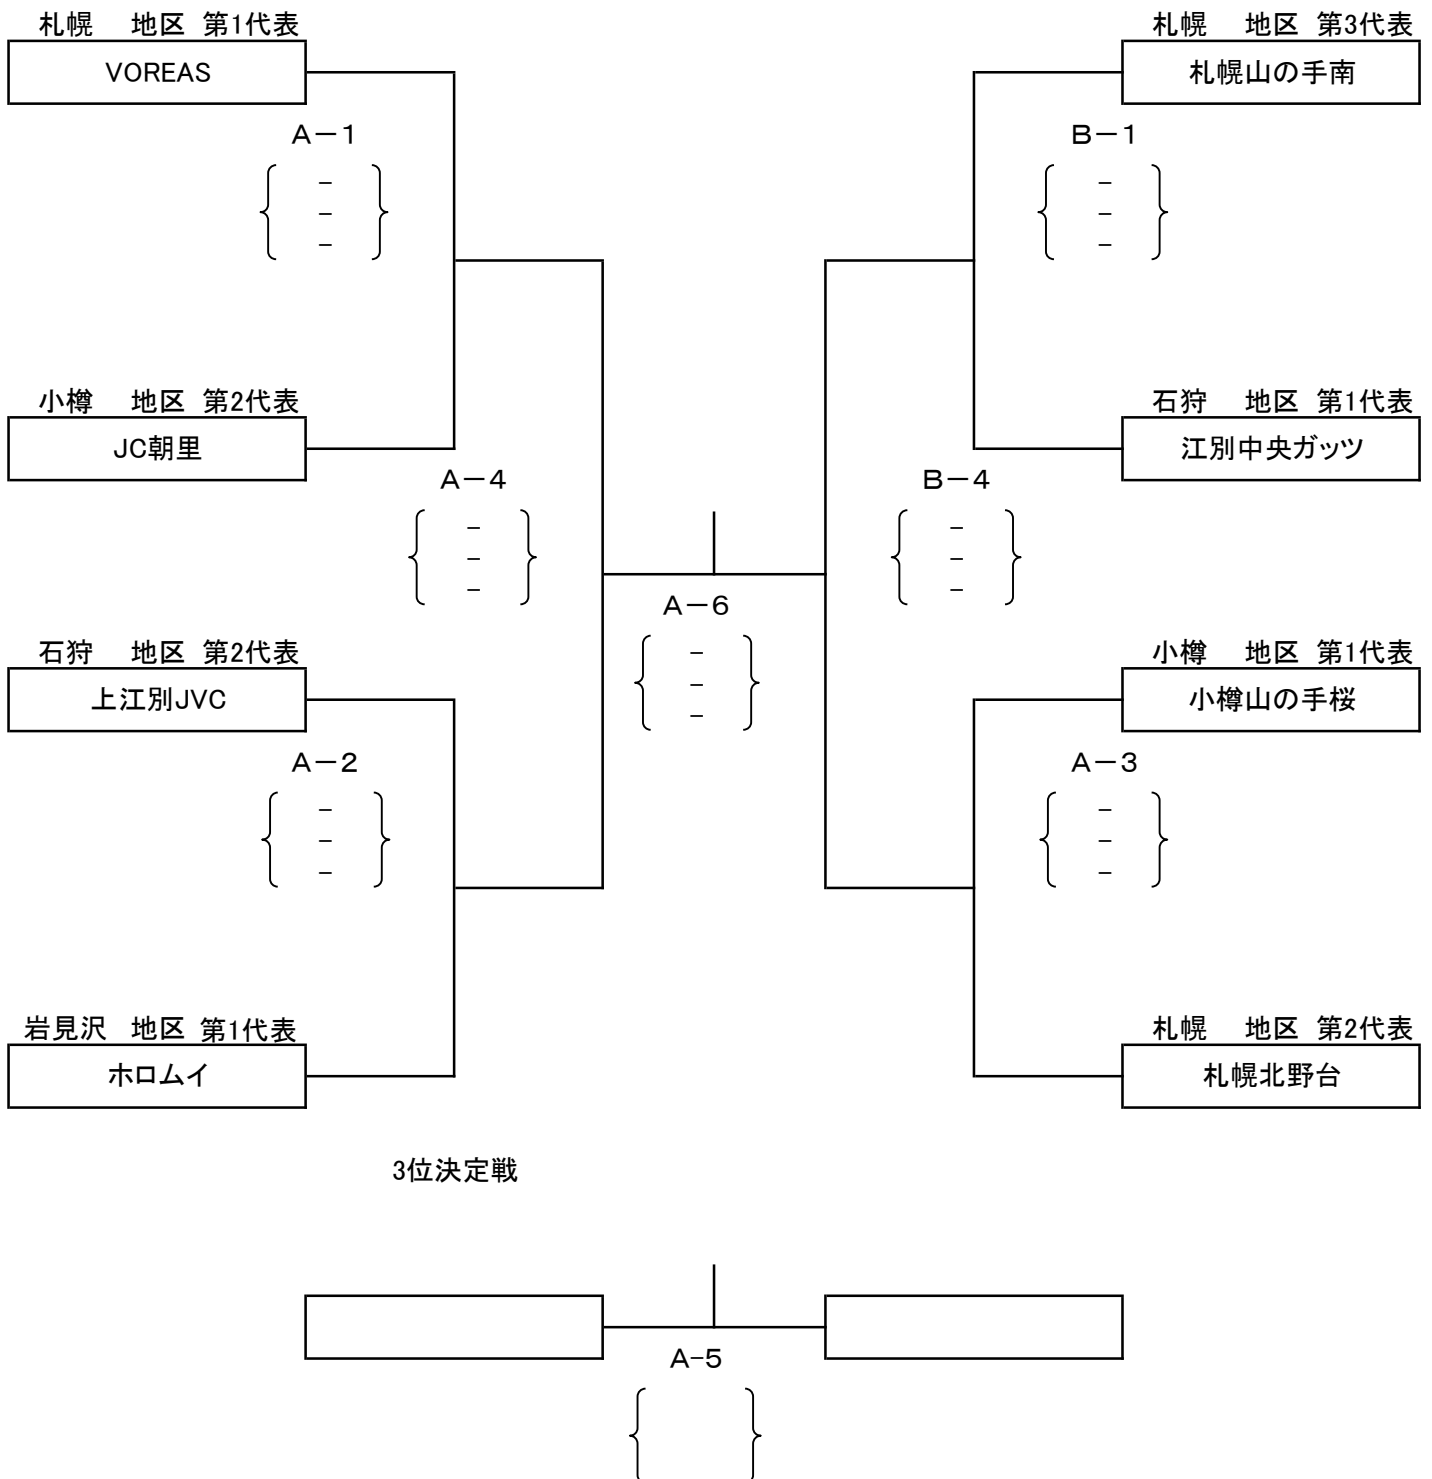 札幌 地区 第1代表
VOREAS
A－1
－
－
－
小樽 地区 第2代表
JC朝里
A－4
－
－
－
石狩 地区 第2代表
上江別JVC
A－2
－
－
－
岩見沢 地区 第1代表
ホロムイ
A－6
－
－
－
札幌 地区 第3代表
札幌山の手南
B－1
－
－
－
石狩 地区 第1代表
江別中央ガッツ
B－4
－
－
－
小樽 地区 第1代表
小樽山の手桜
A－3
－
－
－
札幌 地区 第2代表
札幌北野台
3位決定戦
A-5